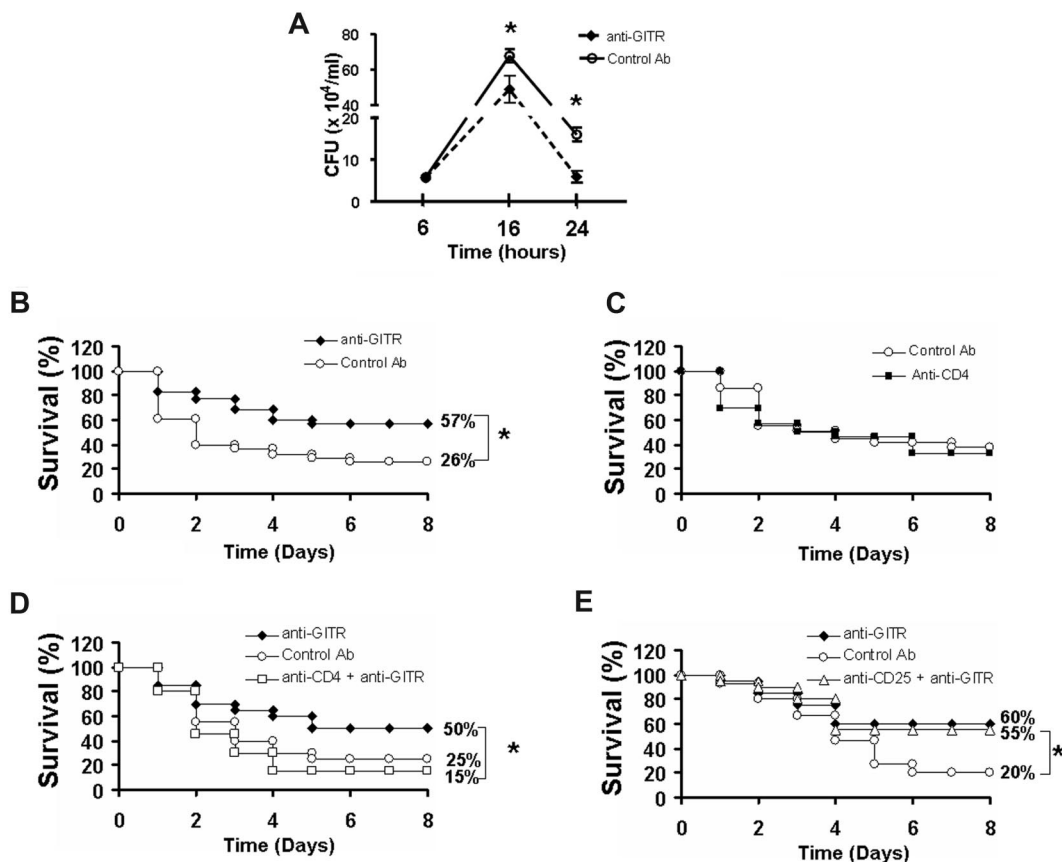 A
*
anti-GITR
Control Ab
CFU (x 10⁴/ml)
80
60
40
20
10
0
*
6 16 24
Time (hours)
B
Survival (%)
120
100
80
60
40
20
0
anti-GITR
Control Ab
57%
26%
*
0 2 4 6 8
Time (Days)
C
Survival (%)
120
100
80
60
40
20
0
Control Ab
Anti-CD4
0 2 4 6 8
Time (Days)
D
Survival (%)
120
100
80
60
40
20
0
anti-GITR
Control Ab
anti-CD4 + anti-GITR
50%
25%
15%
*
0 2 4 6 8
Time (Days)
E
Survival (%)
120
100
80
60
40
20
0
anti-GITR
Control Ab
anti-CD25 + anti-GITR
60%
55%
20%
*
0 2 4 6 8
Time (Days)